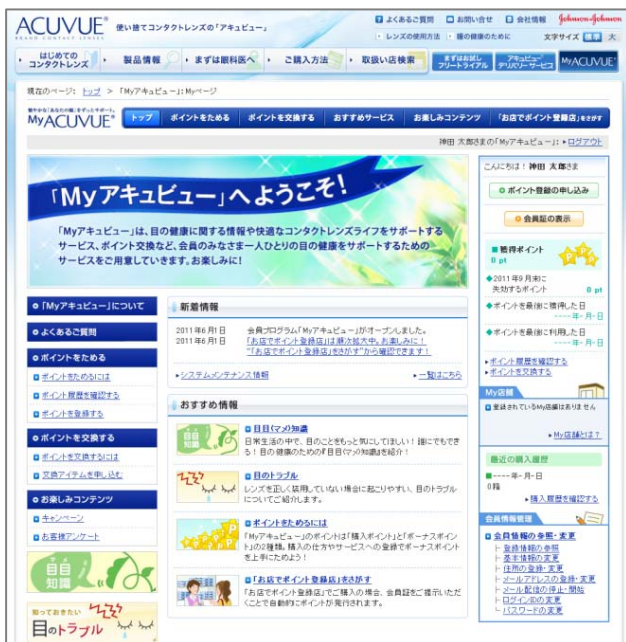 ACUVUE®
BRAND CONTACT LENSES
使い捨てコンタクトレンズの「アキュビュー」
よくあるご質問
お問い合せ
会社情報
Johnson&Johnson
レンズの使用方法
瞳の健康のために
文字サイズ 標準 大
はじめての
コンタクトレンズ
製品情報
まずは眼科医へ
ご購入方法
取扱い店検索
まずはお試し
フリートライアル
アキュビュー®
デリバリーサービス
MyACUVUE®
現在のページ: トップ > 「Myアキュビュー」: Myページ
MyACUVUE®
トップ
ポイントをためる
ポイントを交換する
おすすめサービス
お楽しみコンテンツ
「お店でポイント登録店」をさがす
神田 太郎さまの「Myアキュビュー」: ログアウト
「Myアキュビュー」へようこそ!
「Myアキュビュー」は、目の健康に関する情報や快適なコンタクトレンズライフをサポートする
サービス、ポイント交換など、会員のみなさま一人ひとりの目の健康をサポートするための
サービスをご用意していきます。お楽しみに!
こんにちは! 神田 太郎さま
ポイント登録の申し込み
会員証の表示
■獲得ポイント
0 pt
◆2011年9月末に
失効するポイント 0 pt
◆ポイントを最後に獲得した日
----年-月-日
◆ポイントを最後に利用した日
----年-月-日
ポイント履歴を確認する
ポイントを交換する
My店舗
登録されているMy店舗はありません
My店舗とは?
最近の購入履歴
■----年-月-日
0箱
購入履歴を確認する
会員情報管理
会員情報の参照・変更
登録情報の参照
基本情報の変更
住所の登録・変更
メールアドレスの登録・変更
メール配信の停止・開始
ログインIDの変更
パスワードの変更
「Myアキュビュー」について
よくあるご質問
ポイントをためる
ポイントをためるには
ポイント履歴を確認する
ポイントを登録する
ポイントを交換する
ポイントを交換するには
交換アイテムを申し込む
お楽しみコンテンツ
キャンペーン
お客様アンケート
目目
知識
知っておきたい
目のトラブル
新着情報
2011年6月1日 会員プログラム「Myアキュビュー」がオープンしました。
2011年6月1日 「お店でポイント登録店」は順次拡大中。お楽しみに!
"「お店でポイント登録店」をさがす"から確認できます!
システムメンテナンス情報
一覧はこちら
おすすめ情報
目目
知識
目目(マメ)知識
日常生活の中で、目のことをもっと気にしてほしい! 誰にでもでき
る! 目の健康のための『目目(マメ)知識』を紹介!
目のトラブル
レンズを正しく装用していない場合に起こりやすい、目のトラブル
についてご紹介します。
ポイントをためるには
「Myアキュビュー」のポイントは「購入ポイント」と「ボーナスポイン
ト」の2種類。購入の仕方やサービスへの登録でボーナスポイント
を上手にためよう!
「お店でポイント登録店」をさがす
「お店でポイント登録店」でご購入の場合、会員証をご提示いただ
くことで自動的にポイントが発行されます。